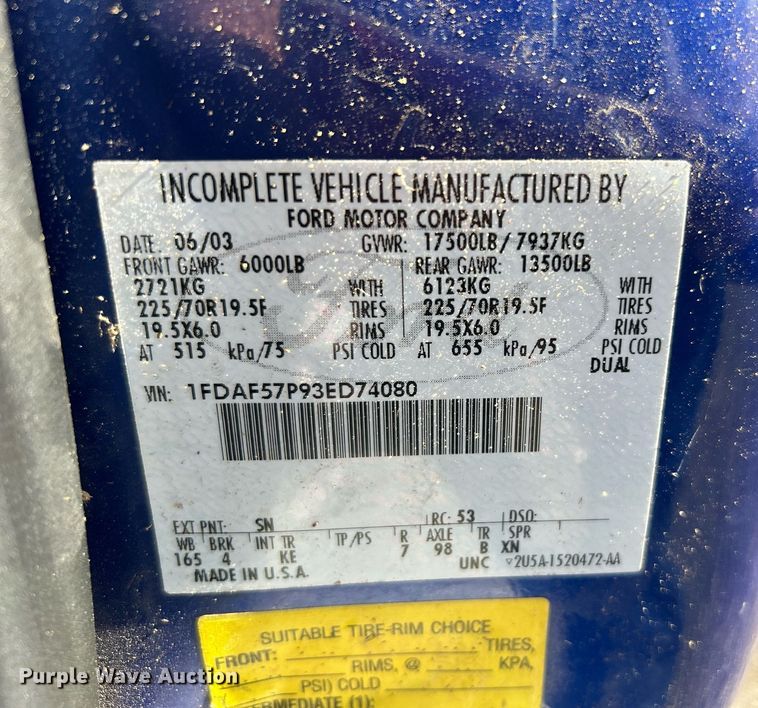 INCOMPLETE VEHICLE MANUFACTURED BY
FORD MOTOR COMPANY
DATE: 06/03 GVWR: 17500LB/ 7937KG
FRONT GAWR: 6000LB REAR GAWR: 13500LB
2721KG WITH 6123KG WITH
225/70R19.5F TIRES 225/70R19.5F TIRES
19.5X6.0 RIMS 19.5X6.0 RIMS
AT 515 kPa/75 PSI COLD AT 655 kPa/95 PSI COLD
DUAL
VIN: 1FDAF57P93ED74080
EXT PNT: SN RC: 53 DSO:
WB BRK INT TR TP/PS R AXLE TR SPR
165 4 KE 7 98 B XN
MADE IN U.S.A. UNC 2U5A-1520472-AA
Ford
SUITABLE TIRE-RIM CHOICE
FRONT: TIRES,
RIMS, @ KPA,
PSI) COLD
Purple Wave Auction